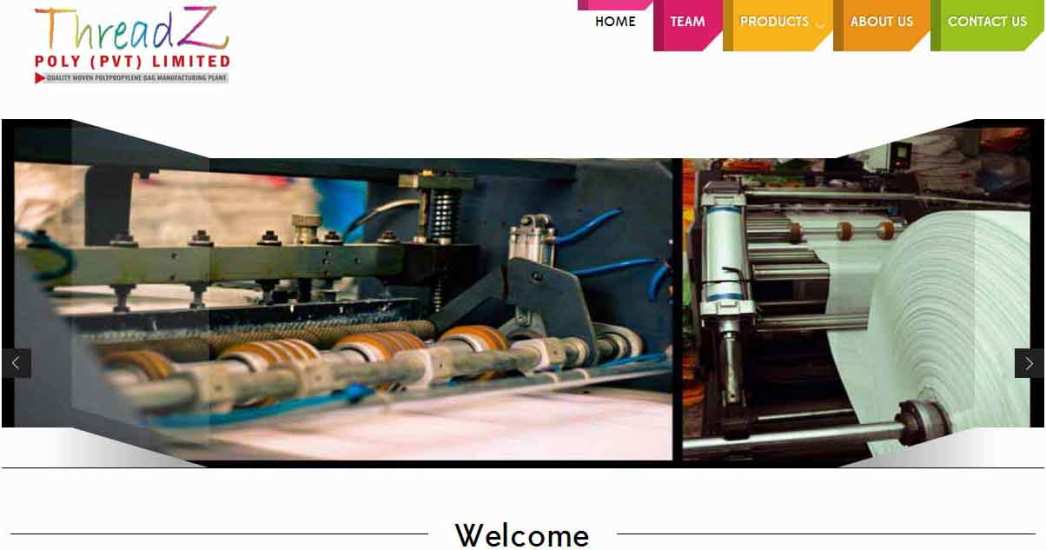 ThreadZ
POLY (PVT) LIMITED
QUALITY WOVEN POLYPROPYLENE BAG MANUFACTURING PLANT
HOME TEAM PRODUCTS ABOUT US CONTACT US
Welcome